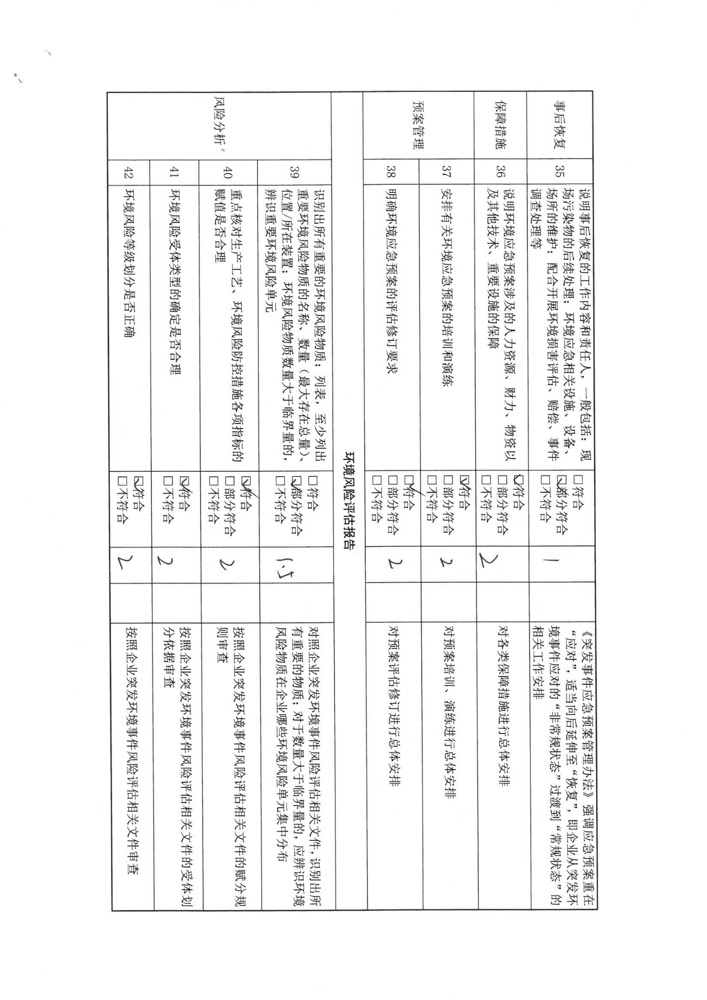 事后恢复
35
说明事后恢复的工作内容和责任人，一般包括：现
场污染物的后续处理；环境应急相关设施、设备、
场所的维护；配合开展环境损害评估、赔偿、事件
调查处理等
□符合
☑部分符合
□不符合
1
《突发事件应急预案管理办法》强调应急预案重在
“应对”，适当向后延伸至“恢复”，即企业从突发环
境事件应对的“非常规状态”过渡到“常规状态”的
相关工作安排
保障措施
36
说明环境应急预案涉及的人力资源、财力、物资以
及其他技术、重要设施的保障
☑符合
□部分符合
□不符合
2
对各类保障措施进行总体安排
预案管理
37
安排有关环境应急预案的培训和演练
☑符合
□部分符合
□不符合
2
对预案培训、演练进行总体安排
38
明确环境应急预案的评估修订要求
☑符合
□部分符合
□不符合
2
对预案评估修订进行总体安排
环境风险评估报告
风险分析c
39
识别出所有重要的环境风险物质；列表，至少列出
重要环境风险物质的名称、数量（最大存在总量）、
位置/所在装置；环境风险物质数量大于临界量的，
辨识重要环境风险单元
□符合
☑部分符合
□不符合
1.5
对照企业突发环境事件风险评估相关文件，识别出所
有重要的物质；对于数量大于临界量的，应辨识环境
风险物质在企业哪些环境风险单元集中分布
40
重点核对生产工艺、环境风险防控措施各项指标的
赋值是否合理
☑符合
□部分符合
□不符合
2
按照企业突发环境事件风险评估相关文件的赋分规
则审查
41
环境风险受体类型的确定是否合理
☑符合
□不符合
2
按照企业突发环境事件风险评估相关文件的受体划
分依据审查
42
环境风险等级划分是否正确
☑符合
□不符合
2
按照企业突发环境事件风险评估相关文件审查